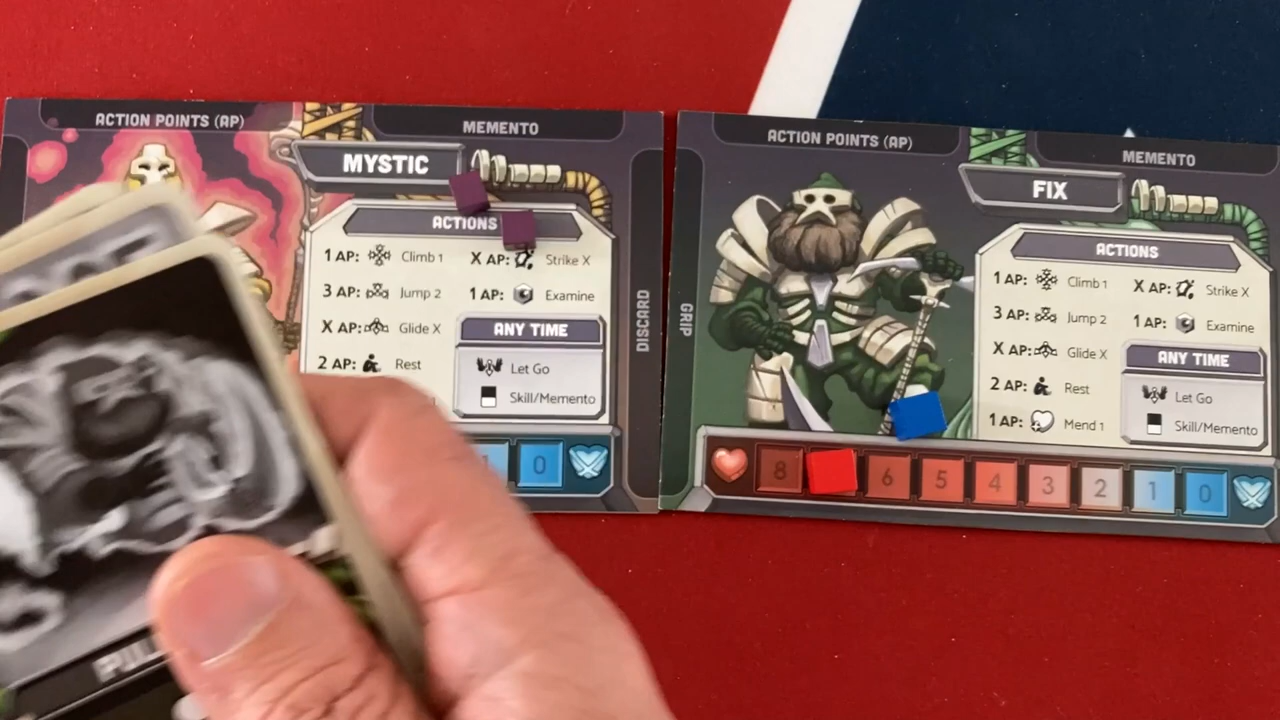 ACTION POINTS (AP)
MEMENTO
MYSTIC
ACTIONS
1 AP: Climb 1
X AP: Strike X
3 AP: Jump 2
1 AP: Examine
X AP: Glide X
ANY TIME
2 AP: Rest
Let Go
Skill/Memento
1 0
DISCARD
ACTION POINTS (AP)
MEMENTO
FIX
GRIP
ACTIONS
1 AP: Climb 1
X AP: Strike X
3 AP: Jump 2
1 AP: Examine
X AP: Glide X
ANY TIME
2 AP: Rest
Let Go
1 AP: Mend 1
Skill/Memento
8 6 5 4 3 2 1 0